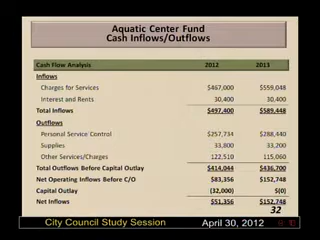 Aquatic Center Fund
Cash Inflows/Outflows
Cash Flow Analysis 2012 2013
Inflows
Charges for Services $467,000 $559,048
Interest and Rents 30,400 30,400
Total Inflows $497,400 $589,448
Outflows
Personal Service Control $257,734 $288,440
Supplies 33,800 33,200
Other Services/Charges 122,510 115,060
Total Outflows Before Capital Outlay $414,044 $436,700
Net Operating Inflows Before C/O $83,356 $152,748
Capital Outlay (32,000) $(0)
Net Inflows $51,356 $152,748
32
City Council Study Session April 30, 2012